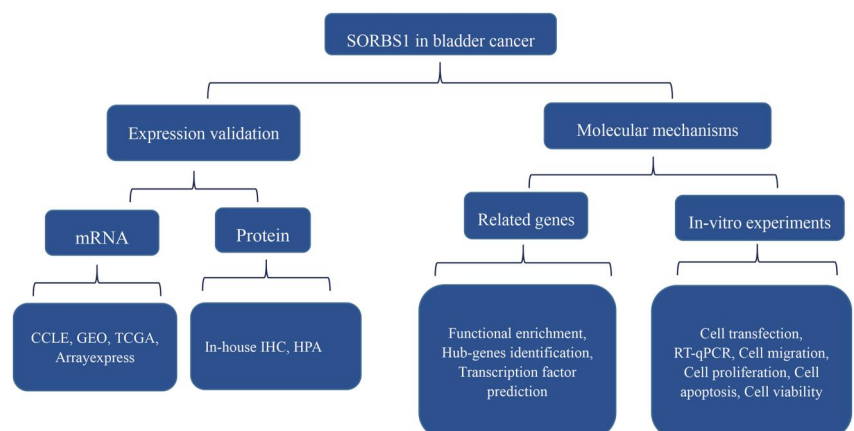 SORBS1 in bladder cancer
Expression validation
Molecular mechanisms
mRNA
Protein
Related genes
In-vitro experiments
CCLE, GEO, TCGA,
Arrayexpress
In-house IHC, HPA
Functional enrichment,
Hub-genes identification,
Transcription factor
prediction
Cell transfection,
RT-qPCR, Cell migration,
Cell proliferation, Cell
apoptosis, Cell viability